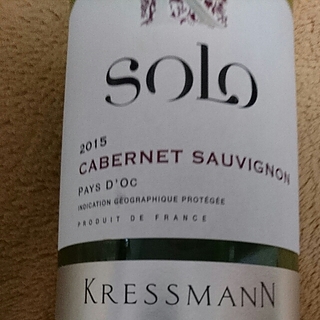 solo
2015
CABERNET SAUVIGNON
PAYS D'OC
INDICATION GÉOGRAPHIQUE PROTÉGÉE
PRODUIT DE FRANCE
KRESSMANN